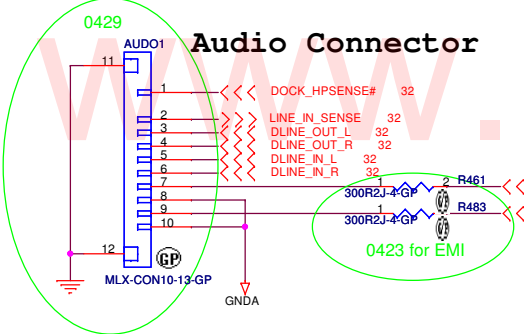 WWW.
0429
Audio Connector
AUDO1
11
1 DOCK_HPSENSE# 32
2 LINE_IN_SENSE 32
3 DLINE_OUT_L 32
4 DLINE_OUT_R 32
5 DLINE_IN_L 32
6 DLINE_IN_R 32
7 1 2 R461
300R2J-4-GP
8
9 1 R483
300R2J-4-GP
10
12
GP
0423 for EMI
MLX-CON10-13-GP
GNDA